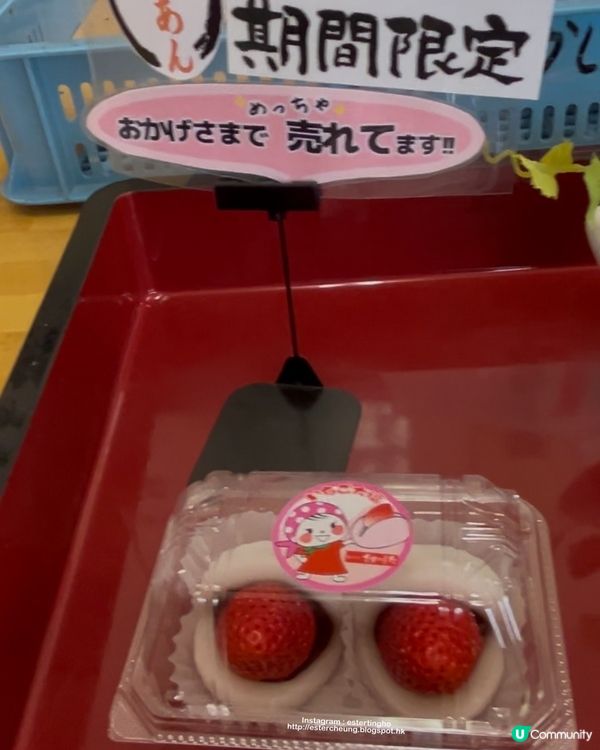 あん
期間限定
めっちゃ
おかげさまで 売れてます!!
Instagram : estertingho
http://estercheung.blogspot.hk
U Community